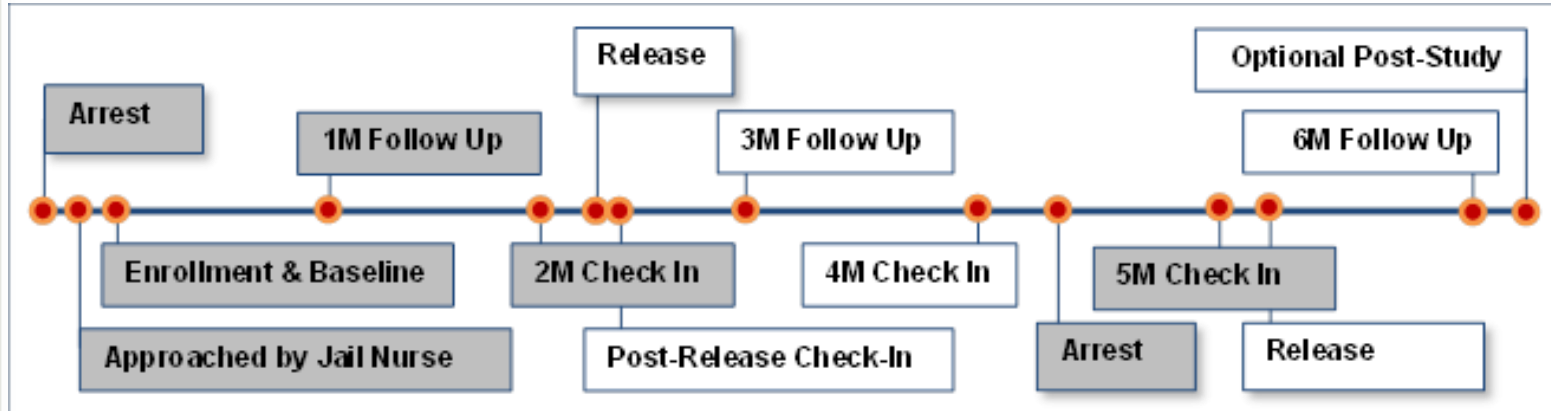 Release
Optional Post-Study
Arrest
1M Follow Up
3M Follow Up
6M Follow Up
Enrollment & Baseline
2M Check In
4M Check In
5M Check In
Approached by Jail Nurse
Post-Release Check-In
Arrest
Release